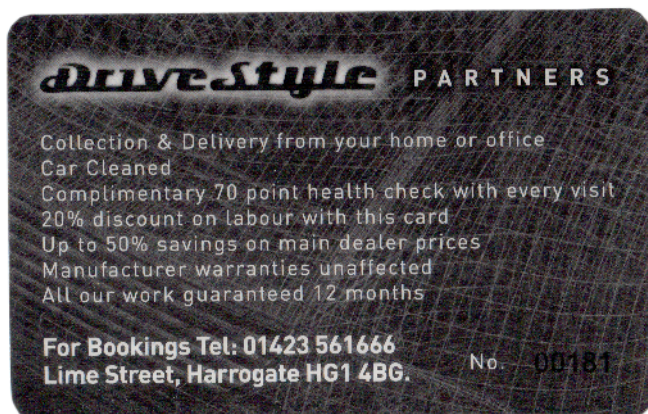 DriveStyle PARTNERS
Collection & Delivery from your home or office
Car Cleaned
Complimentary 70 point health check with every visit
20% discount on labour with this card
Up to 50% savings on main dealer prices
Manufacturer warranties unaffected
All our work guaranteed 12 months
For Bookings Tel: 01423 561666
Lime Street, Harrogate HG1 4BG.
No. 00181